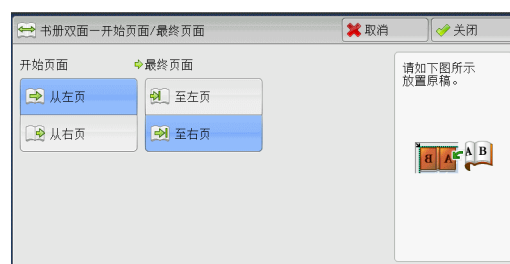 书册双面－开始页面/最终页面
取消
关闭
开始页面
最终页面
从左页
至左页
从右页
至右页
请如下图所示
放置原稿。
A B
A B